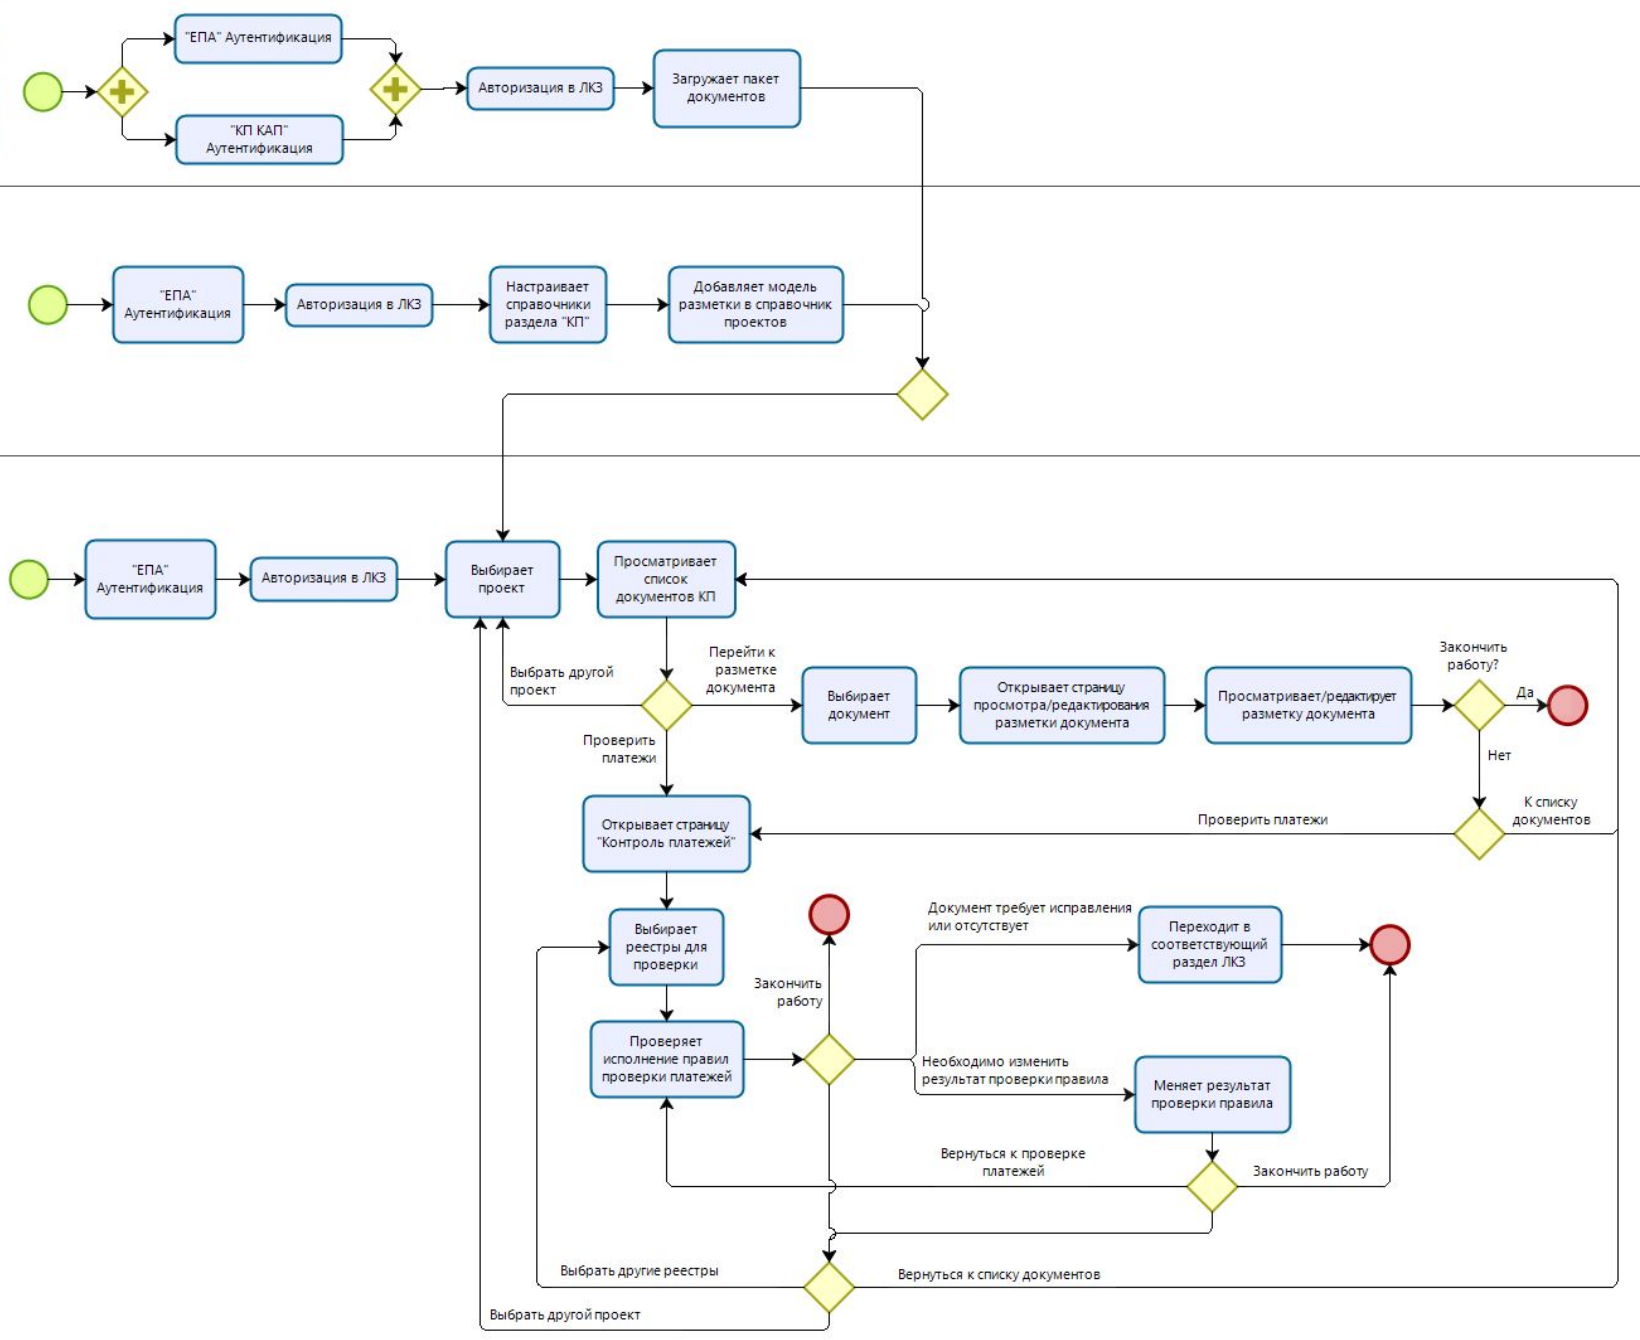 "ЕПА" Аутентификация
"КП КАП"
Аутентификация
Авторизация в ЛКЗ
Загружает пакет
документов
"ЕПА"
Аутентификация
Авторизация в ЛКЗ
Настраивает
справочники
раздела "КП"
Добавляет модель
разметки в справочник
проектов
"ЕПА"
Аутентификация
Авторизация в ЛКЗ
Выбирает
проект
Просматривает
список
документов КП
Выбрать другой
проект
Перейти к
разметке
документа
Выбирает
документ
Открывает страницу
просмотра/редактирования
разметки документа
Просматривает/редактирует
разметку документа
Закончить
работу?
Да
Нет
Проверить
платежи
Открывает страницу
"Контроль платежей"
Проверить платежи
К списку
документов
Выбирает
реестры для
проверки
Закончить
работу
Документ требует исправления
или отсутствует
Переходит в
соответствующий
раздел ЛКЗ
Проверяет
исполнение правил
проверки платежей
Необходимо изменить
результат проверки правила
Меняет результат
проверки правила
Вернуться к проверке
платежей
Закончить работу
Выбрать другие реестры
Вернуться к списку документов
Выбрать другой проект